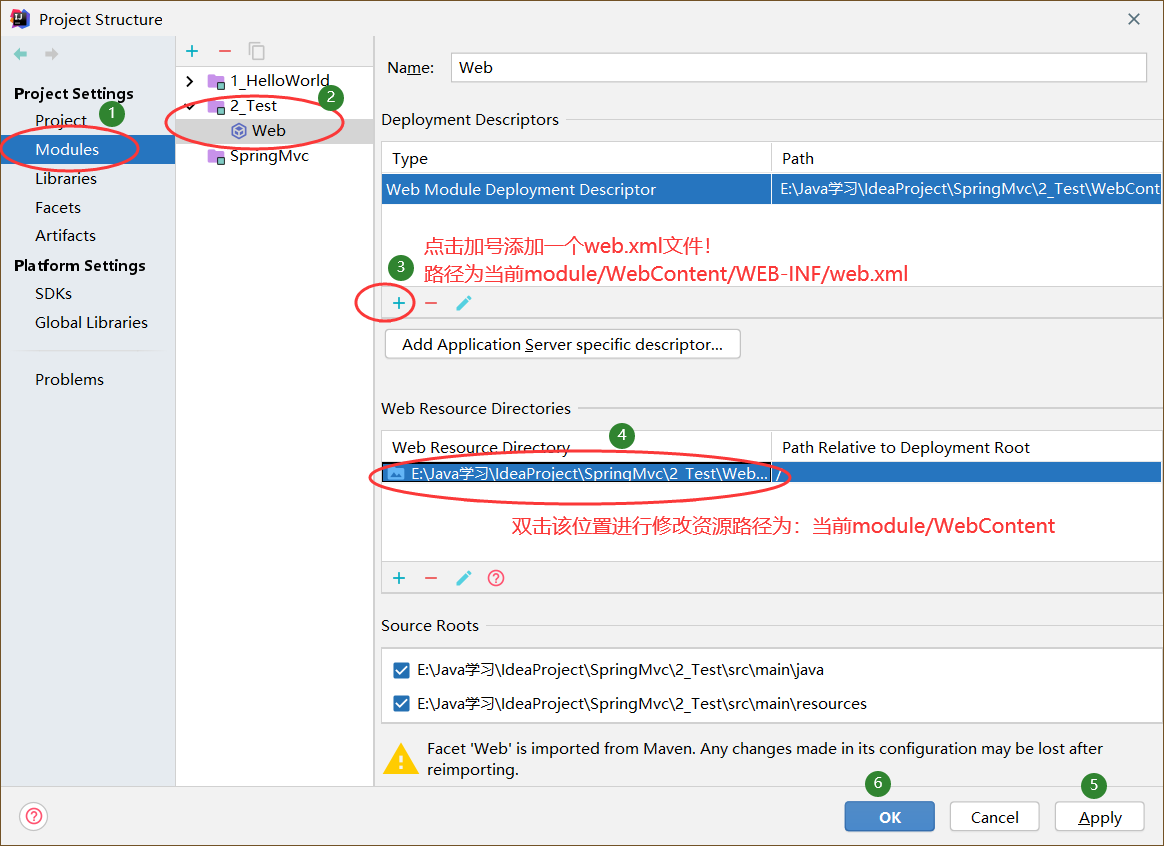 Project Structure
Project Settings
Project
1
Modules
Libraries
Facets
Artifacts
Platform Settings
SDKs
Global Libraries
Problems
1_HelloWorld
2
2_Test
Web
SpringMvc
Name: Web
Deployment Descriptors
Type Path
Web Module Deployment Descriptor E:\Java学习\IdeaProject\SpringMvc\2_Test\WebCont
点击加号添加一个web.xml文件!
3
路径为当前module/WebContent/WEB-INF/web.xml
Add Application Server specific descriptor...
Web Resource Directories
4
Web Resource Directory Path Relative to Deployment Root
E:\Java学习\IdeaProject\SpringMvc\2_Test\Web... /
双击该位置进行修改资源路径为：当前module/WebContent
Source Roots
E:\Java学习\IdeaProject\SpringMvc\2_Test\src\main\java
E:\Java学习\IdeaProject\SpringMvc\2_Test\src\main\resources
Facet 'Web' is imported from Maven. Any changes made in its configuration may be lost after
reimporting.
6
5
OK Cancel Apply